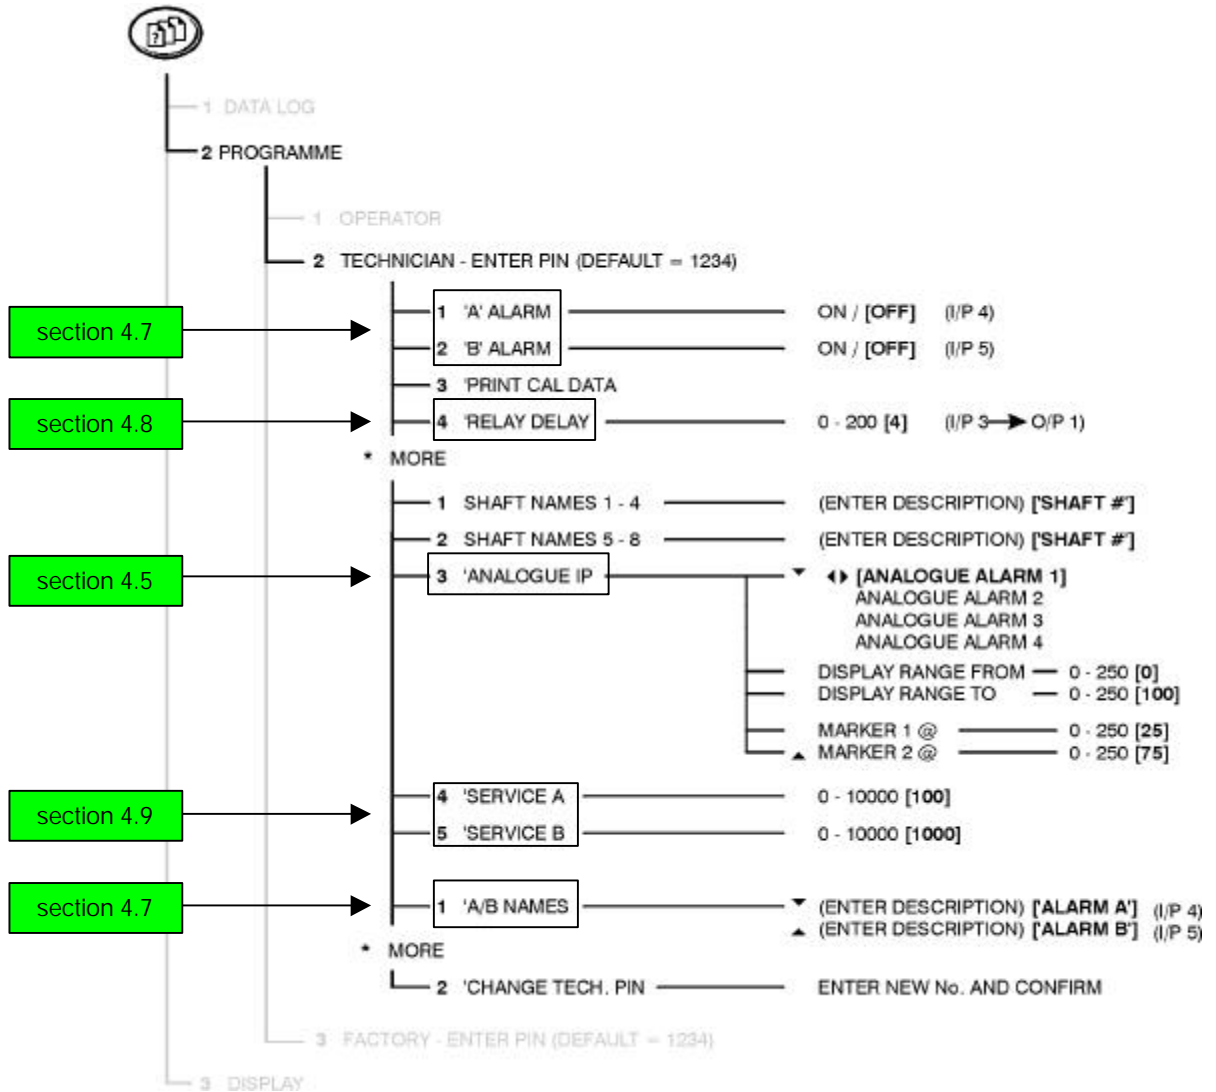 ?
1 DATA LOG
2 PROGRAMME
1 OPERATOR
2 TECHNICIAN - ENTER PIN (DEFAULT = 1234)
section 4.7 1 'A' ALARM ON / [OFF] (I/P 4)
2 'B' ALARM ON / [OFF] (I/P 5)
3 'PRINT CAL DATA
section 4.8 4 'RELAY DELAY 0 - 200 [4] (I/P 3 O/P 1)
* MORE
1 SHAFT NAMES 1 - 4 (ENTER DESCRIPTION) ['SHAFT #']
2 SHAFT NAMES 5 - 8 (ENTER DESCRIPTION) ['SHAFT #']
section 4.5 3 'ANALOGUE IP [ANALOGUE ALARM 1]
ANALOGUE ALARM 2
ANALOGUE ALARM 3
ANALOGUE ALARM 4
DISPLAY RANGE FROM 0 - 250 [0]
DISPLAY RANGE TO 0 - 250 [100]
MARKER 1 @ 0 - 250 [25]
MARKER 2 @ 0 - 250 [75]
section 4.9 4 'SERVICE A 0 - 10000 [100]
5 'SERVICE B 0 - 10000 [1000]
section 4.7 1 'A/B NAMES (ENTER DESCRIPTION) ['ALARM A'] (I/P 4)
(ENTER DESCRIPTION) ['ALARM B'] (I/P 5)
* MORE
2 'CHANGE TECH. PIN ENTER NEW No. AND CONFIRM
3 FACTORY - ENTER PIN (DEFAULT = 1234)
3 DISPLAY